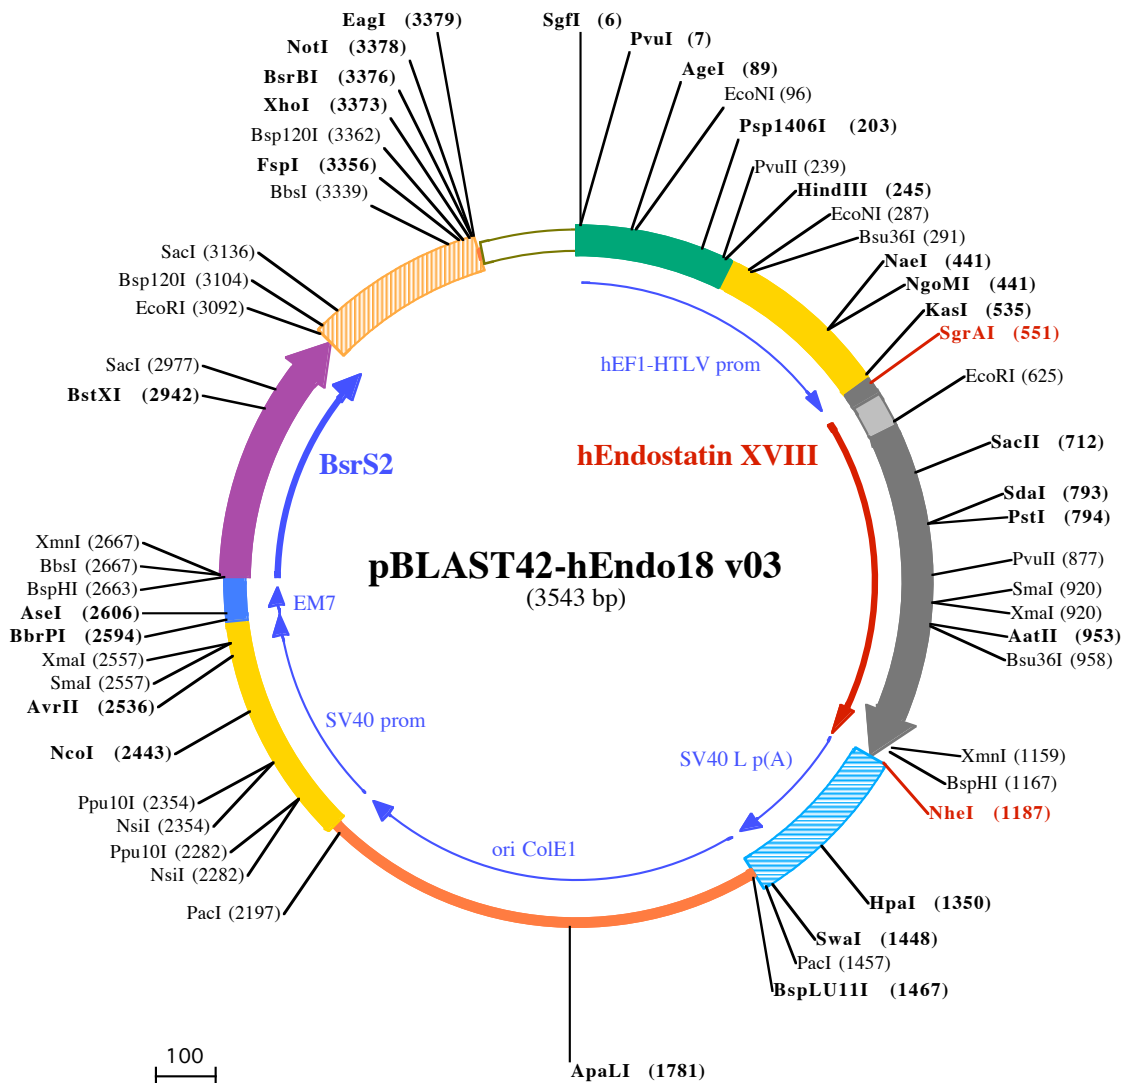 EagI (3379)
NotI (3378)
BsrBI (3376)
XhoI (3373)
Bsp120I (3362)
FspI (3356)
BbsI (3339)
SacI (3136)
Bsp120I (3104)
EcoRI (3092)
SacI (2977)
BstXI (2942)
XmnI (2667)
BbsI (2667)
BspHI (2663)
AseI (2606)
BbrPI (2594)
XmaI (2557)
SmaI (2557)
AvrII (2536)
NcoI (2443)
Ppu10I (2354)
NsiI (2354)
Ppu10I (2282)
NsiI (2282)
PacI (2197)
SgfI (6)
PvuI (7)
AgeI (89)
EcoNI (96)
Psp1406I (203)
PvuII (239)
HindIII (245)
EcoNI (287)
Bsu36I (291)
NaeI (441)
NgoMI (441)
KasI (535)
SgrAI (551)
EcoRI (625)
SacII (712)
SdaI (793)
PstI (794)
PvuII (877)
SmaI (920)
XmaI (920)
AatII (953)
Bsu36I (958)
XmnI (1159)
BspHI (1167)
NheI (1187)
HpaI (1350)
SwaI (1448)
PacI (1457)
BspLU11I (1467)
ApaLI (1781)
hEF1-HTLV prom
hEndostatin XVIII
BsrS2
pBLAST42-hEndo18 v03
(3543 bp)
EM7
SV40 prom
SV40 L p(A)
ori ColE1
100